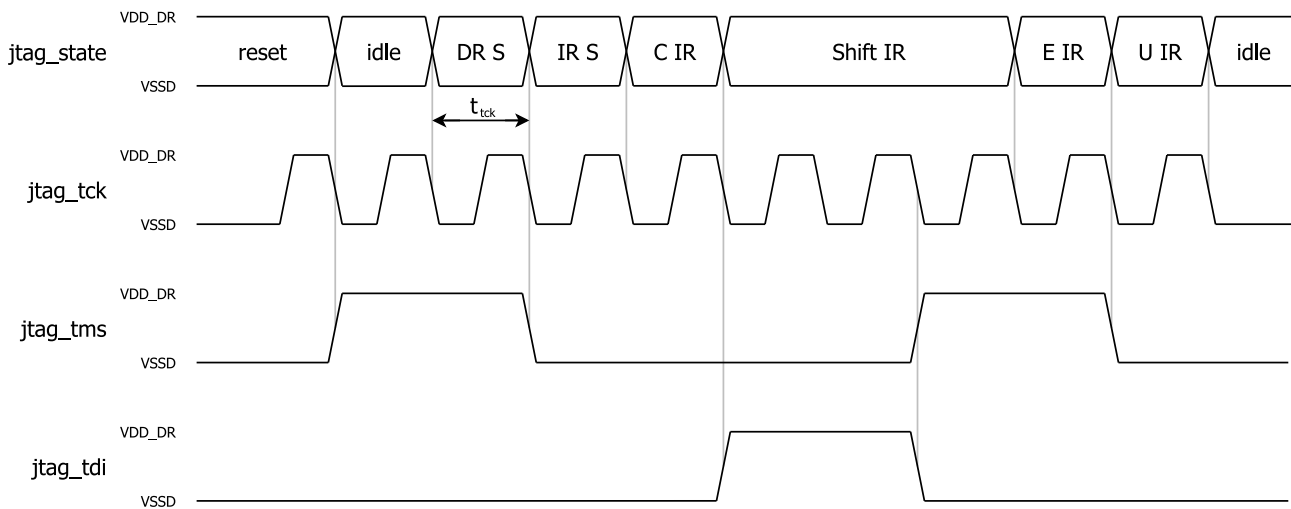 VDD_DR
jtag_state reset idle DR S IR S C IR Shift IR E IR U IR idle
VSSD
t_tck
VDD_DR
jtag_tck
VSSD
VDD_DR
jtag_tms
VSSD
VDD_DR
jtag_tdi
VSSD